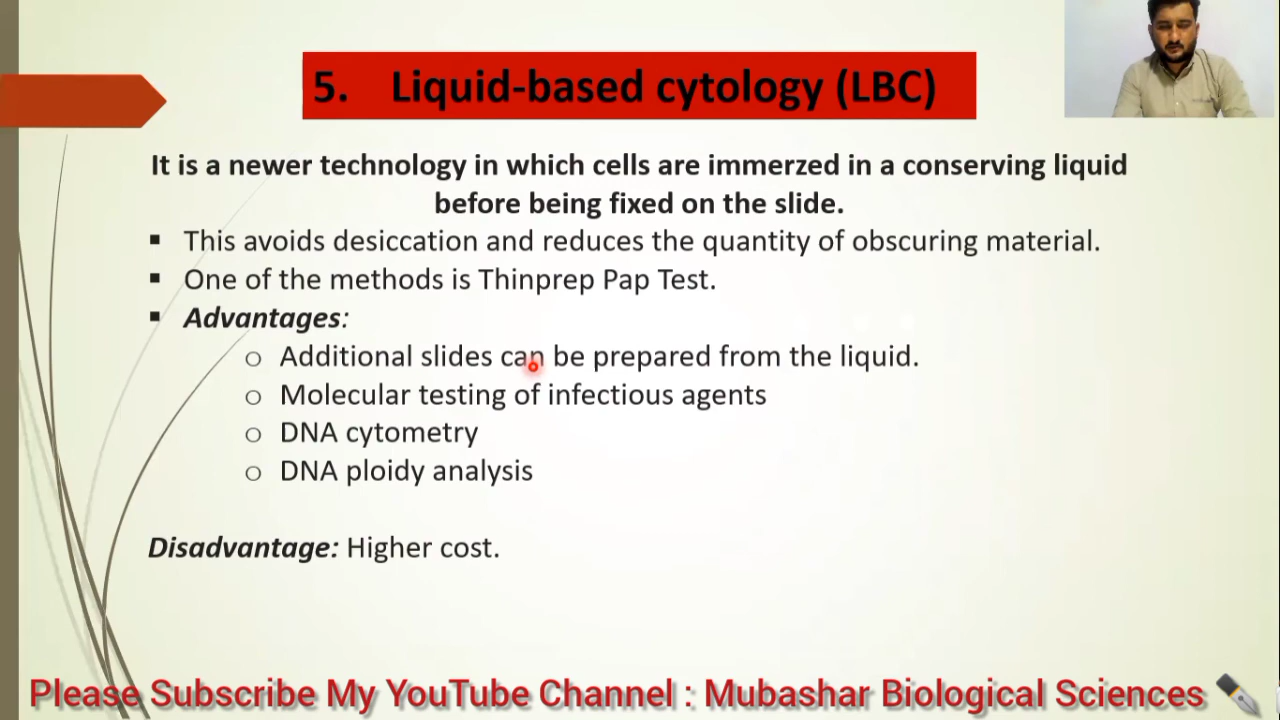 5. Liquid-based cytology (LBC)
It is a newer technology in which cells are immerzed in a conserving liquid
before being fixed on the slide.
▪ This avoids desiccation and reduces the quantity of obscuring material.
▪ One of the methods is Thinprep Pap Test.
▪ Advantages:
o Additional slides can be prepared from the liquid.
o Molecular testing of infectious agents
o DNA cytometry
o DNA ploidy analysis
Disadvantage: Higher cost.
Please Subscribe My YouTube Channel : Mubashar Biological Sciences